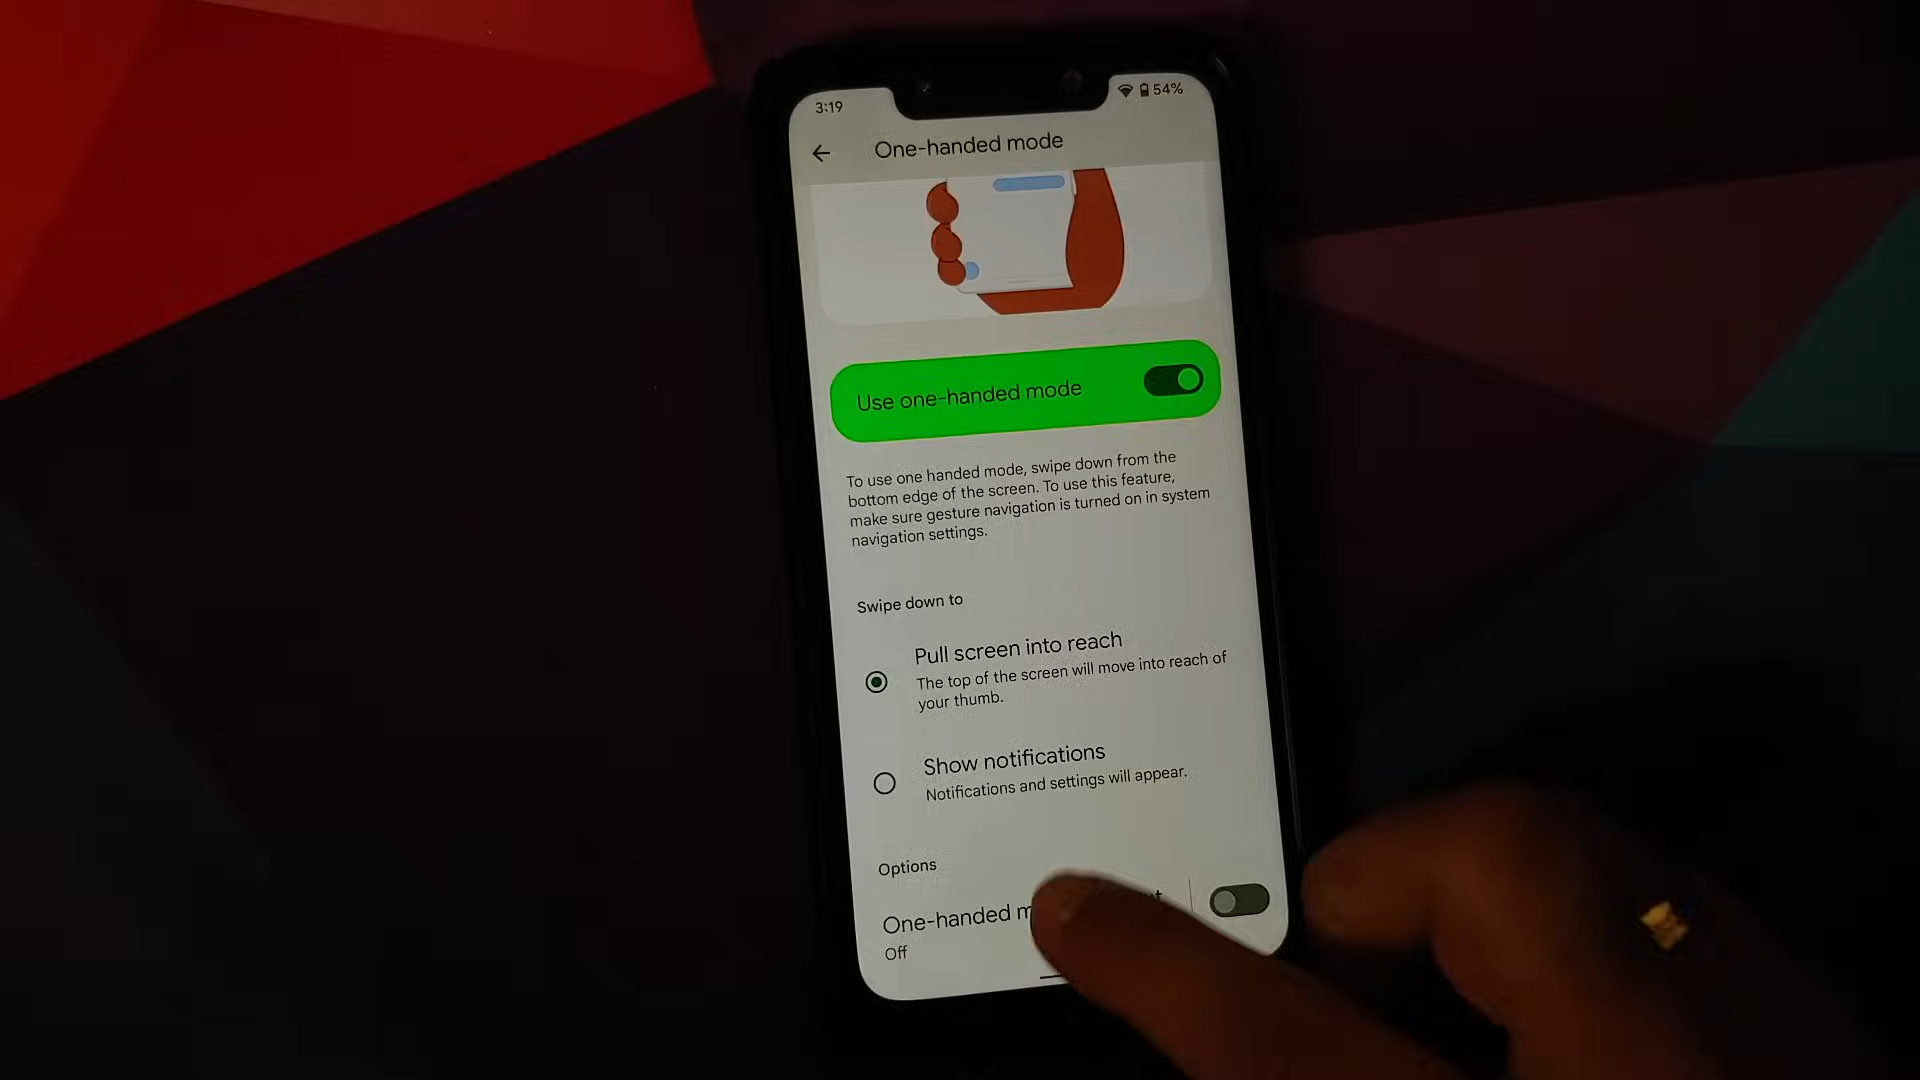 3:19
54%
One-handed mode
Use one-handed mode
To use one handed mode, swipe down from the
bottom edge of the screen. To use this feature,
make sure gesture navigation is turned on in system
navigation settings.
Swipe down to
Pull screen into reach
The top of the screen will move into reach of
your thumb.
Show notifications
Notifications and settings will appear.
Options
One-handed
Off